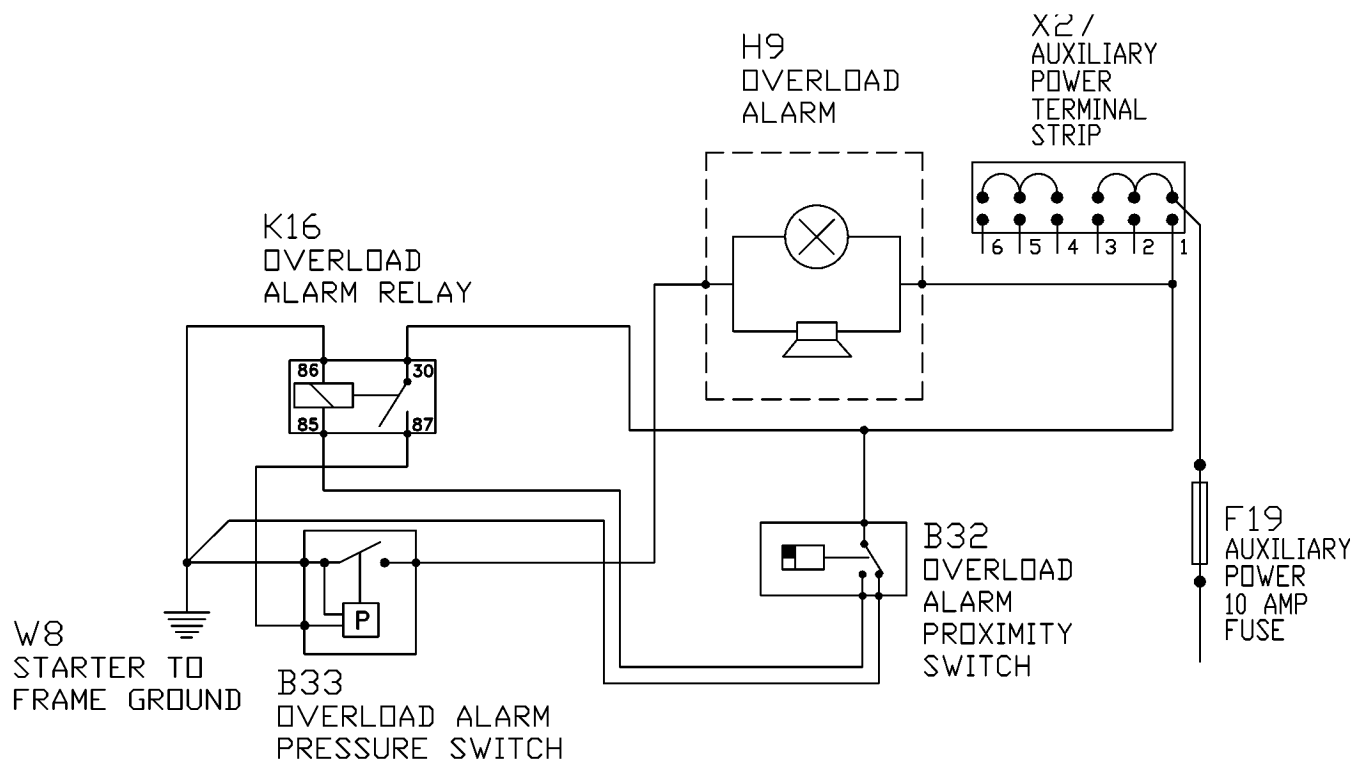 H9
OVERLOAD
ALARM
X27
AUXILIARY
POWER
TERMINAL
STRIP
6 5 4 3 2 1
K16
OVERLOAD
ALARM RELAY
86 30
85 87
P
W8
STARTER TO
FRAME GROUND
B33
OVERLOAD ALARM
PRESSURE SWITCH
B32
OVERLOAD
ALARM
PROXIMITY
SWITCH
F19
AUXILIARY
POWER
10 AMP
FUSE